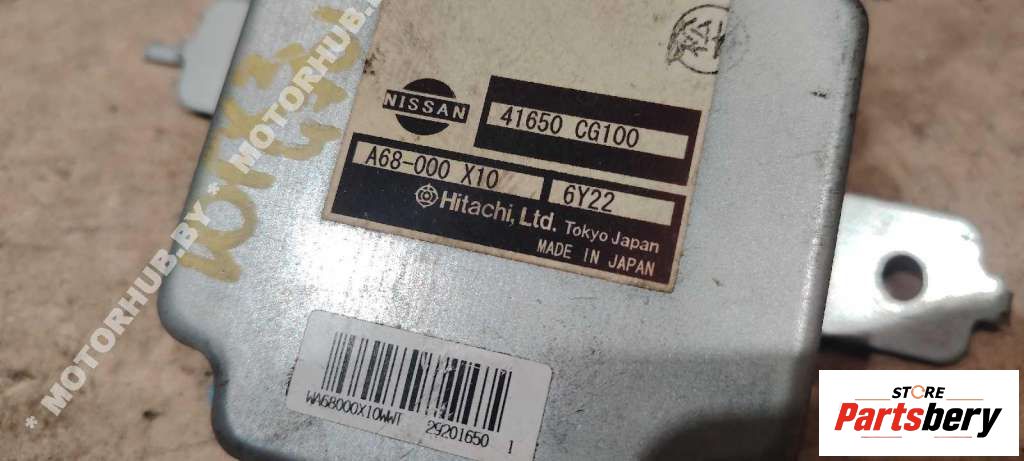 NISSAN
41650 CG100
A68-000 X10
6Y22
Hitachi, Ltd. Tokyo Japan
MADE IN JAPAN
WA68000X10WWT 29201650 1
* MOTORHUB.BY * MOTORHUB.
STORE
Partsbery